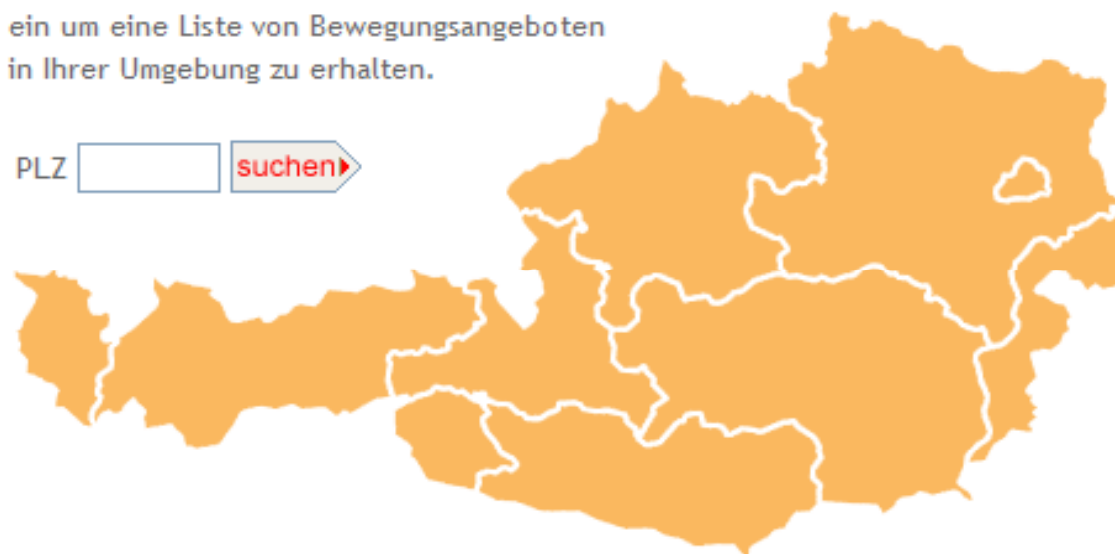 ein um eine Liste von Bewegungsangeboten
in Ihrer Umgebung zu erhalten.
PLZ suchen